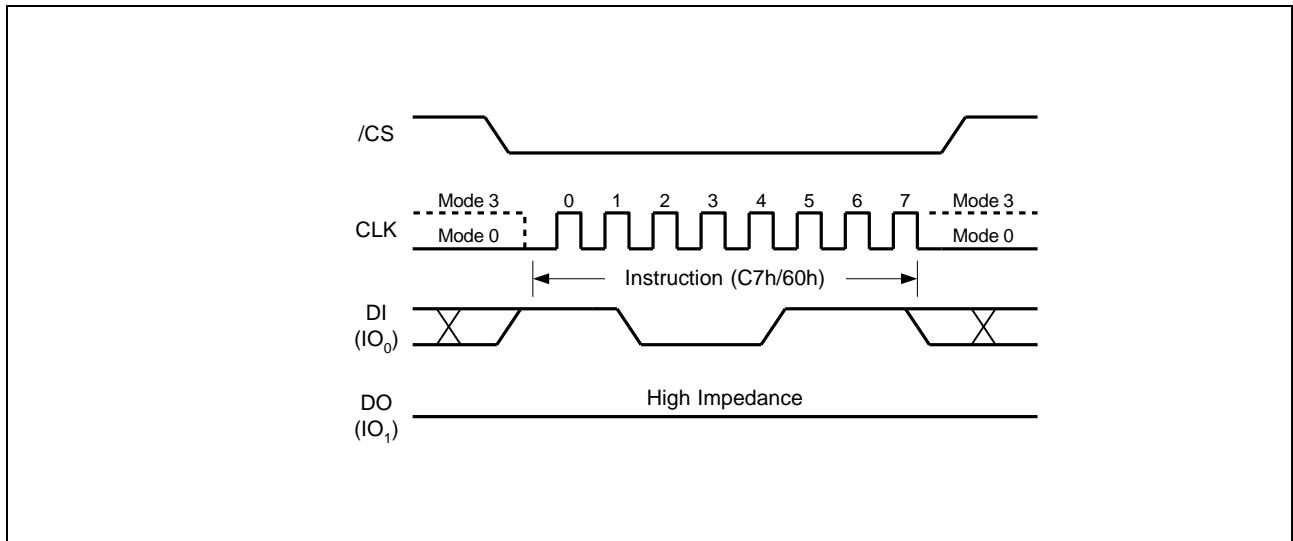 /CS
Mode 3 0 1 2 3 4 5 6 7 Mode 3
CLK
Mode 0 Mode 0
Instruction (C7h/60h)
DI
(IO₀)
High Impedance
DO
(IO₁)